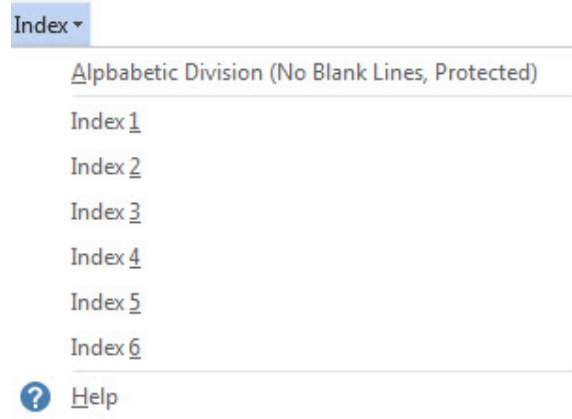 Index
Alpbabetic Division (No Blank Lines, Protected)
Index 1
Index 2
Index 3
Index 4
Index 5
Index 6
? Help